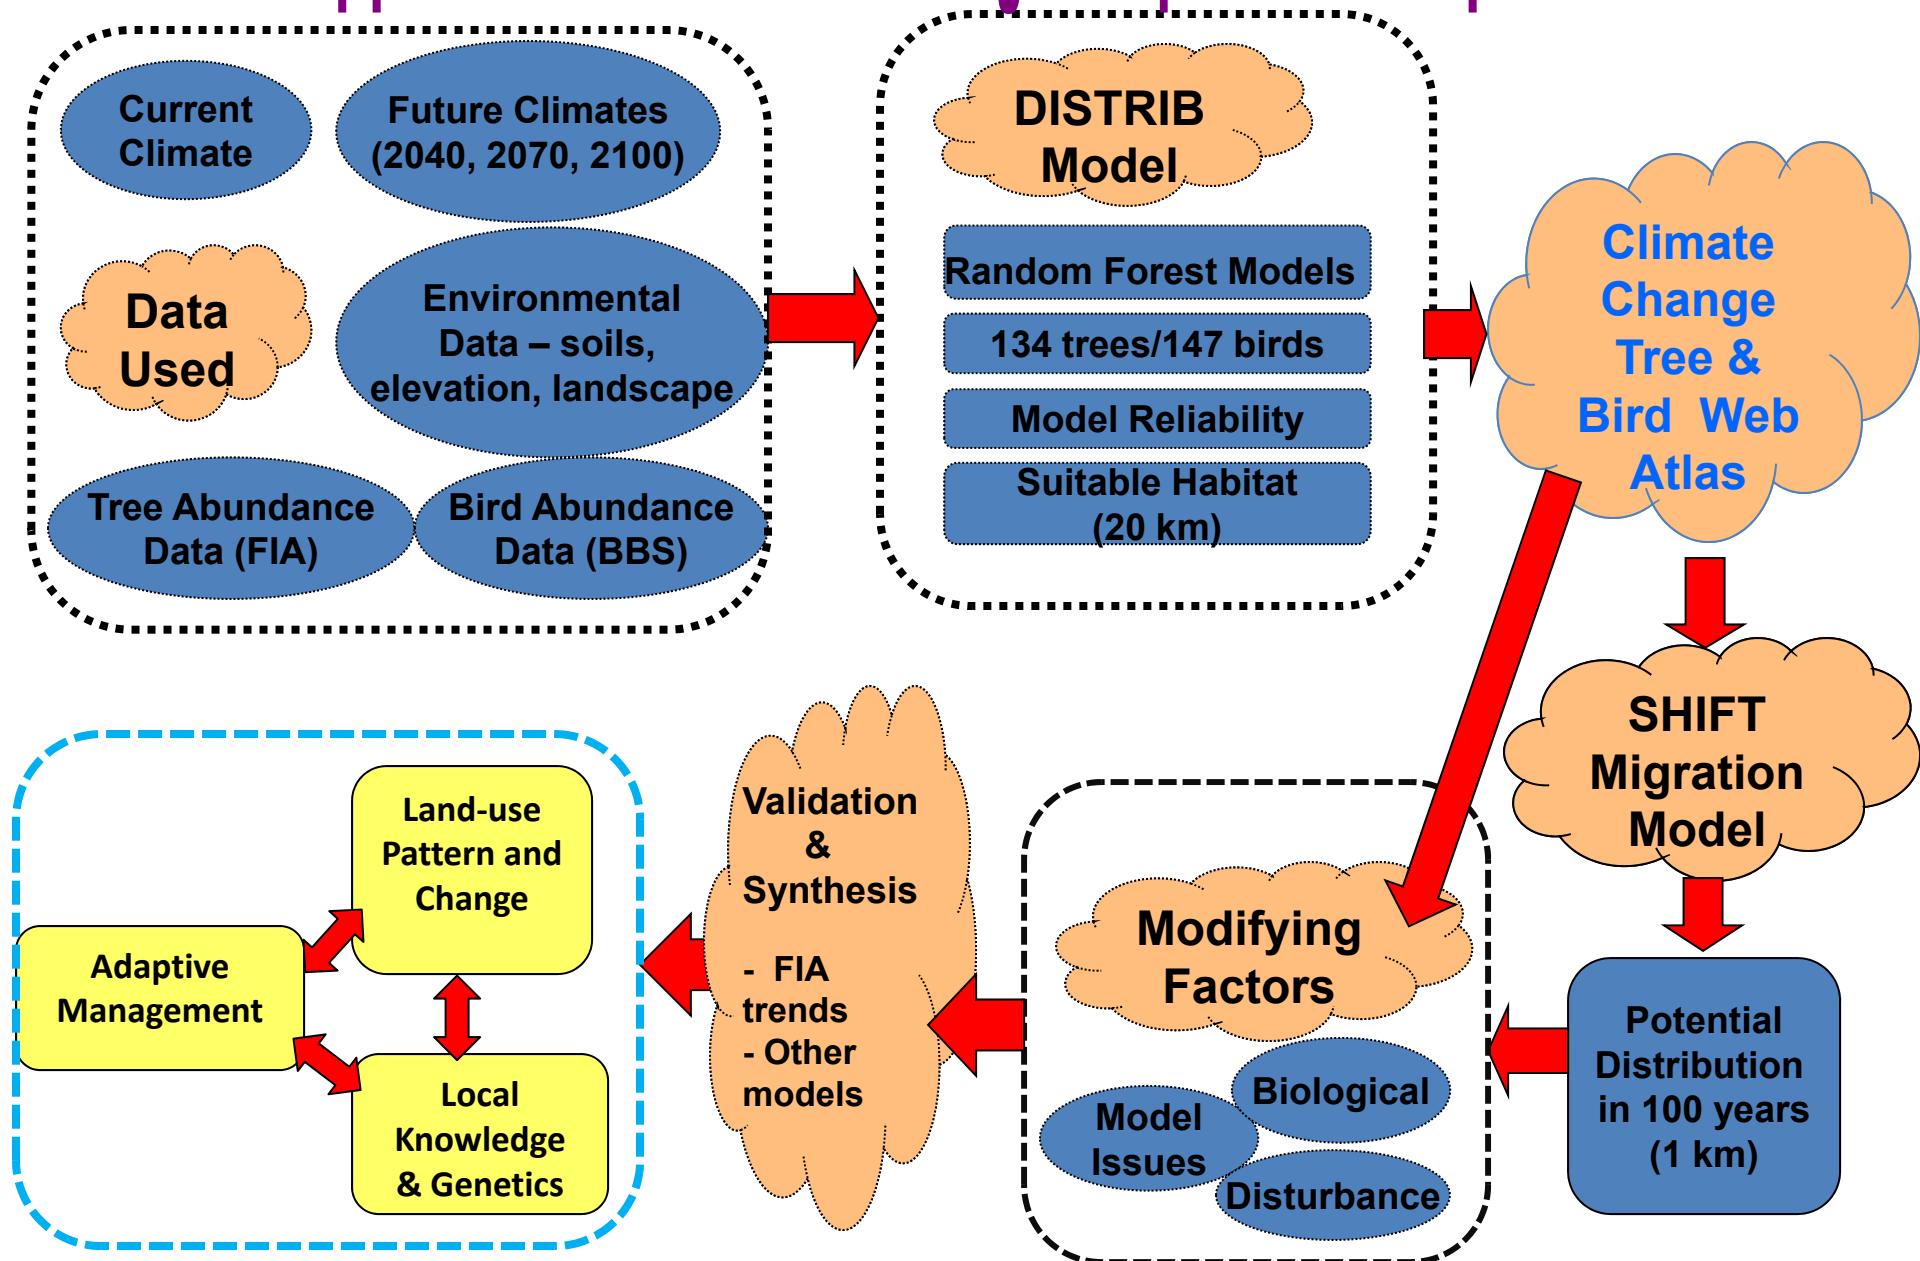 Current
Climate
Future Climates
(2040, 2070, 2100)
Data
Used
Environmental
Data – soils,
elevation, landscape
Tree Abundance
Data (FIA)
Bird Abundance
Data (BBS)
DISTRIB
Model
Random Forest Models
134 trees/147 birds
Model Reliability
Suitable Habitat
(20 km)
Climate
Change
Tree &
Bird Web
Atlas
SHIFT
Migration
Model
Potential
Distribution
in 100 years
(1 km)
Modifying
Factors
Biological
Model
Issues
Disturbance
Validation
&
Synthesis
- FIA
trends
- Other
models
Land-use
Pattern and
Change
Adaptive
Management
Local
Knowledge
& Genetics